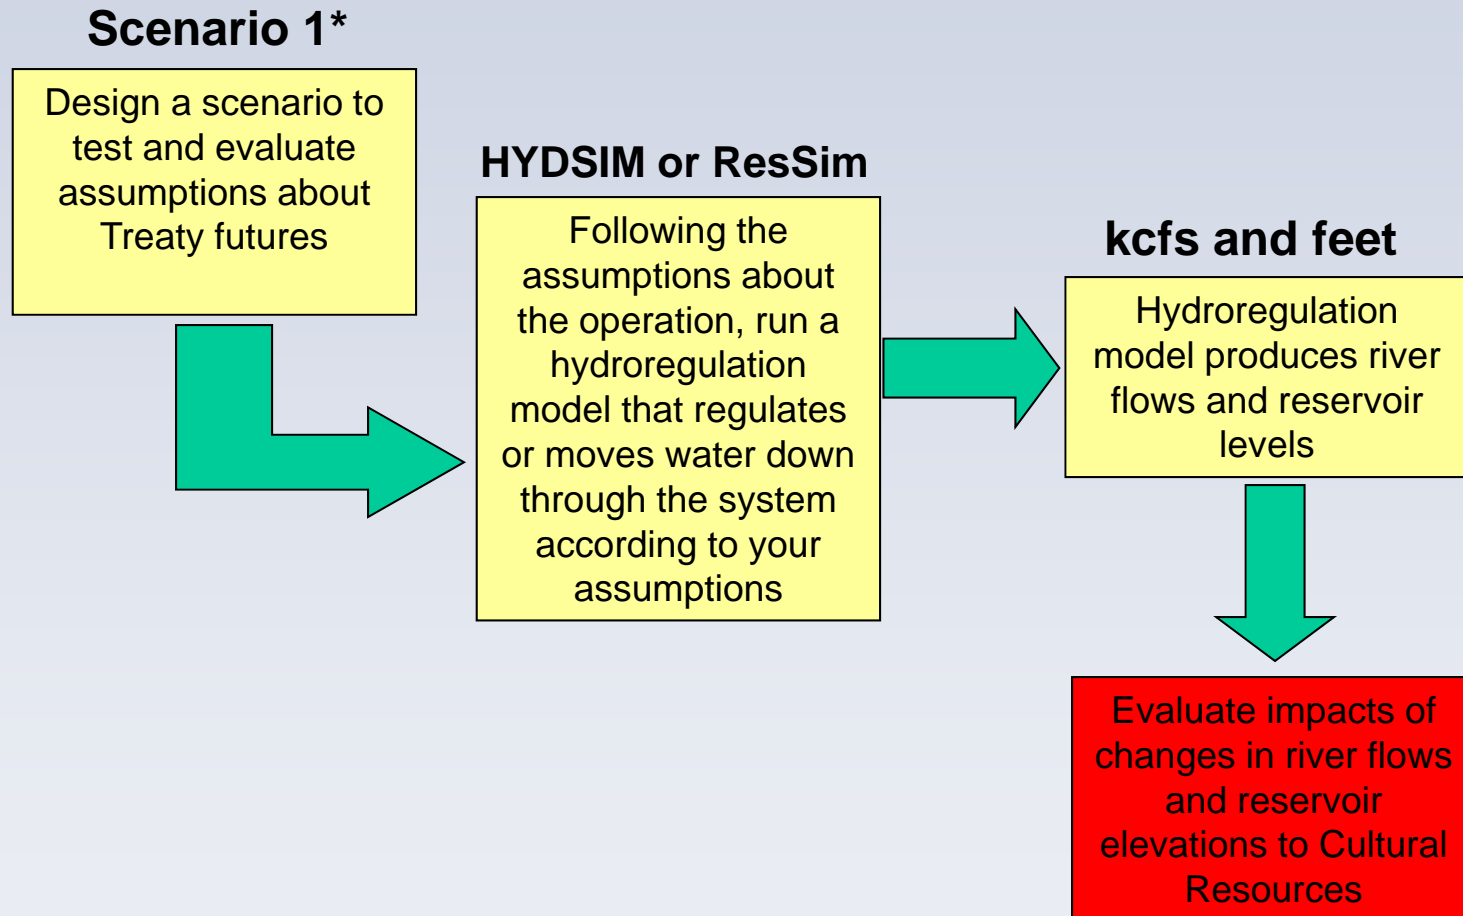 Scenario 1*
Design a scenario to
test and evaluate
assumptions about
Treaty futures
HYDSIM or ResSim
Following the
assumptions about
the operation, run a
hydroregulation
model that regulates
or moves water down
through the system
according to your
assumptions
kcfs and feet
Hydroregulation
model produces river
flows and reservoir
levels
Evaluate impacts of
changes in river flows
and reservoir
elevations to Cultural
Resources